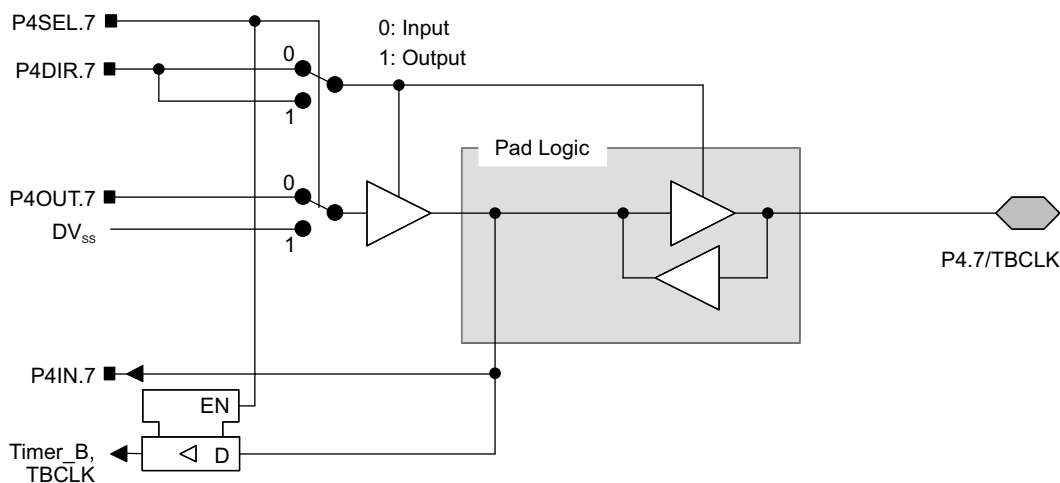 P4SEL.7
0: Input
1: Output
P4DIR.7
0
1
Pad Logic
P4OUT.7
0
DVSS
1
P4.7/TBCLK
P4IN.7
EN
D
Timer_B,
TBCLK